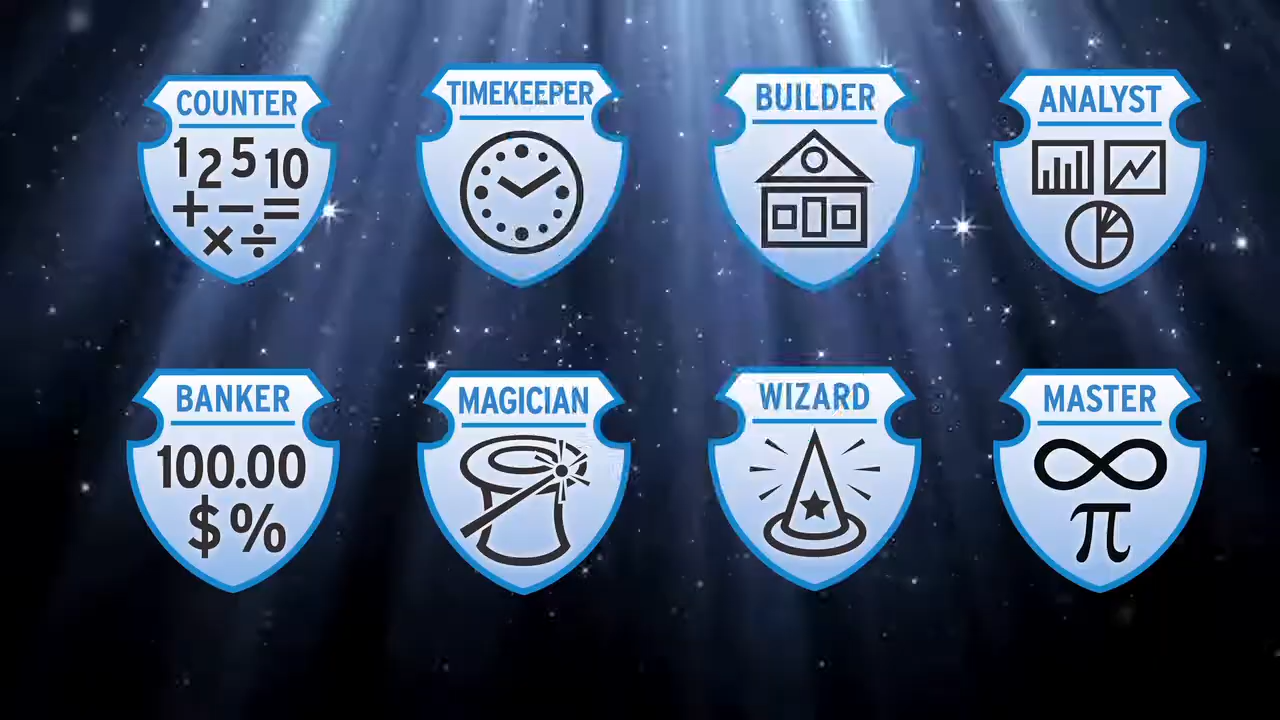 COUNTER
1 2 5 10
+ − =
× ÷
TIMEKEEPER
BUILDER
ANALYST
BANKER
100.00
$ %
MAGICIAN
WIZARD
MASTER
∞
π